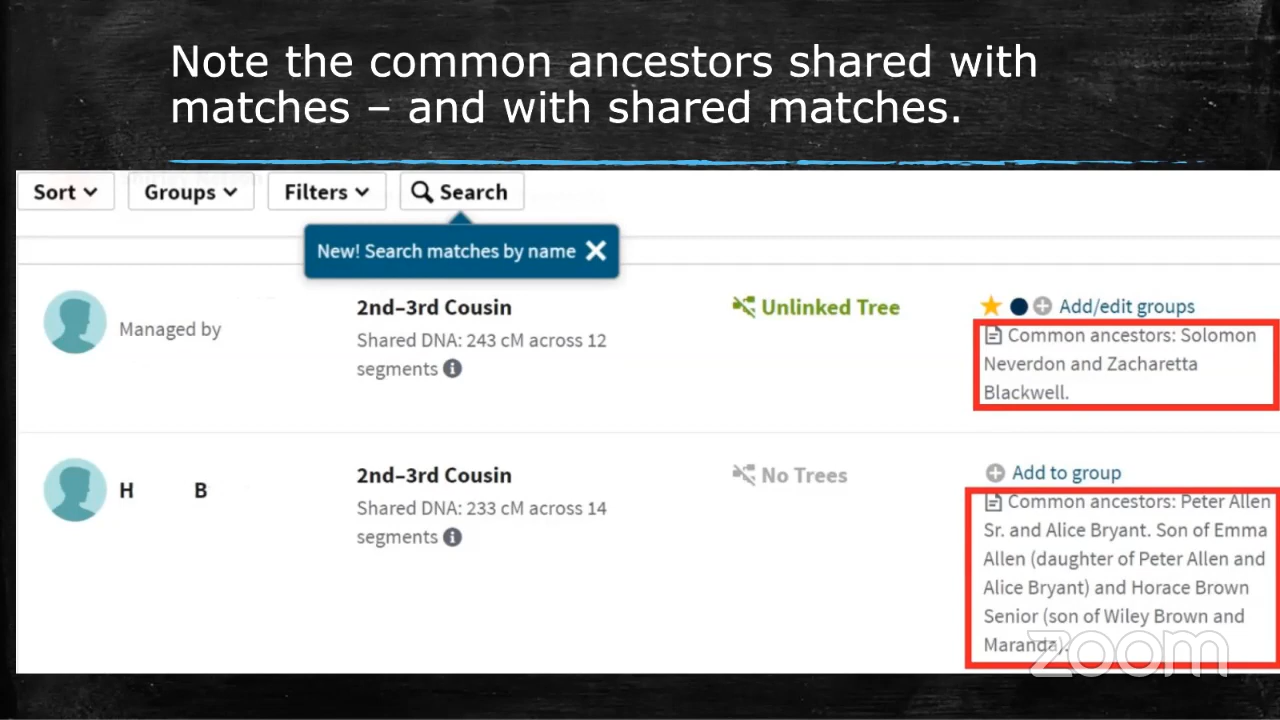 Note the common ancestors shared with
matches – and with shared matches.
Sort
Groups
Filters
Search
New! Search matches by name
Managed by
2nd–3rd Cousin
Shared DNA: 243 cM across 12
segments
Unlinked Tree
Add/edit groups
Common ancestors: Solomon
Neverdon and Zacharetta
Blackwell.
H B
2nd–3rd Cousin
Shared DNA: 233 cM across 14
segments
No Trees
Add to group
Common ancestors: Peter Allen
Sr. and Alice Bryant. Son of Emma
Allen (daughter of Peter Allen and
Alice Bryant) and Horace Brown
Senior (son of Wiley Brown and
Maranda).
zoom